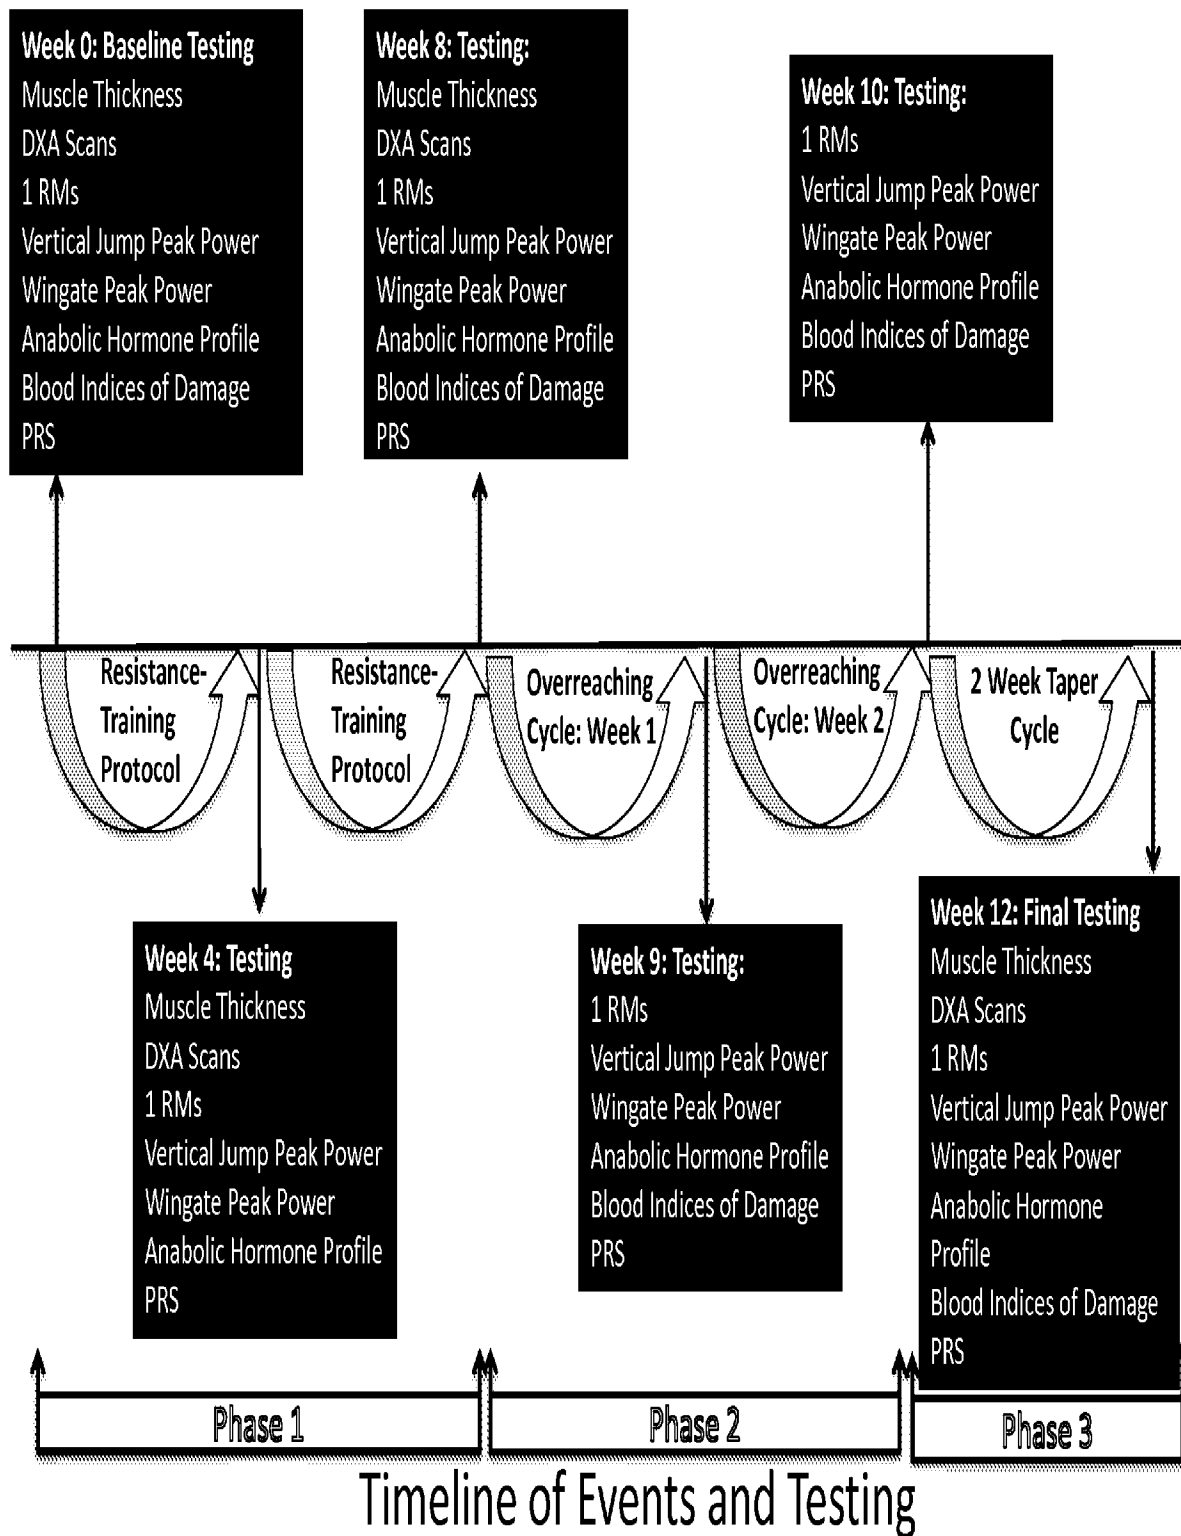 Week 0: Baseline Testing
Muscle Thickness
DXA Scans
1 RMs
Vertical Jump Peak Power
Wingate Peak Power
Anabolic Hormone Profile
Blood Indices of Damage
PRS
Week 8: Testing:
Muscle Thickness
DXA Scans
1 RMs
Vertical Jump Peak Power
Wingate Peak Power
Anabolic Hormone Profile
Blood Indices of Damage
PRS
Week 10: Testing:
1 RMs
Vertical Jump Peak Power
Wingate Peak Power
Anabolic Hormone Profile
Blood Indices of Damage
PRS
Resistance-
Training
Protocol
Resistance-
Training
Protocol
Overreaching
Cycle: Week 1
Overreaching
Cycle: Week 2
2 Week Taper
Cycle
Week 4: Testing
Muscle Thickness
DXA Scans
1 RMs
Vertical Jump Peak Power
Wingate Peak Power
Anabolic Hormone Profile
PRS
Week 9: Testing:
1 RMs
Vertical Jump Peak Power
Wingate Peak Power
Anabolic Hormone Profile
Blood Indices of Damage
PRS
Week 12: Final Testing
Muscle Thickness
DXA Scans
1 RMs
Vertical Jump Peak Power
Wingate Peak Power
Anabolic Hormone
Profile
Blood Indices of Damage
PRS
Phase 1
Phase 2
Phase 3
Timeline of Events and Testing